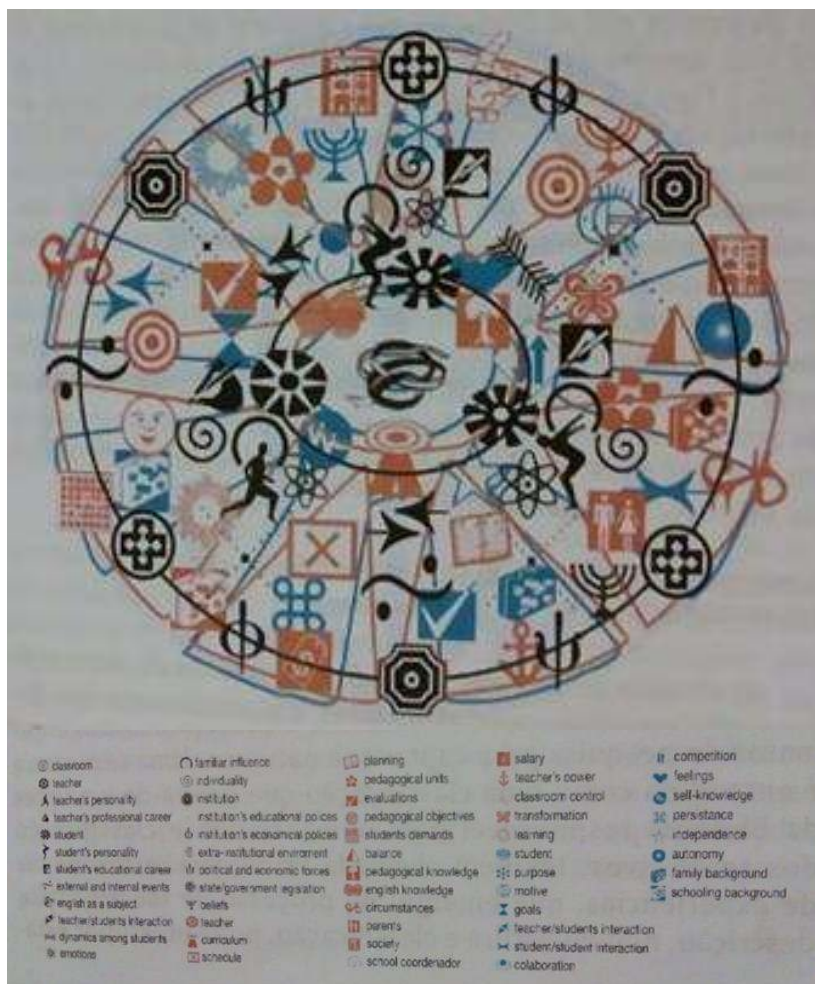 classroom
teacher
teacher's personality
teacher's professional career
student
student's personality
student's educational career
external and internal events
english as a subject
teacher/students interaction
dynamics among students
emotions
familiar influence
individuality
institution
institution's educational polices
institution's economical polices
extra-institutional enviroment
political and economic forces
state/government legislation
beliefs
teacher
curriculum
schedule
planning
pedagogical units
evaluations
pedagogical objectives
students demands
balance
pedagogical knowledge
english knowledge
circumstances
parents
society
school coordenador
salary
teacher's power
classroom control
transformation
learning
student
purpose
motive
goals
teacher/students interaction
student/student interaction
colaboration
competition
feelings
self-knowledge
persistance
independence
autonomy
family background
schooling background